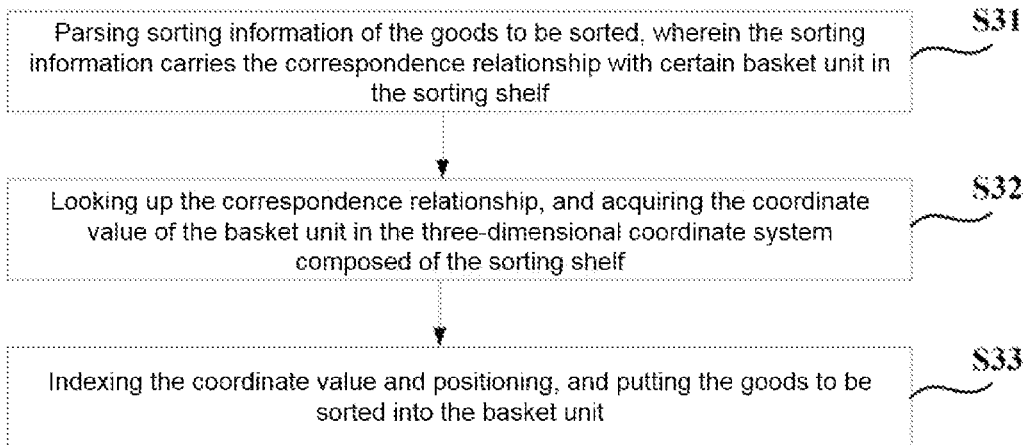 S31
Parsing sorting information of the goods to be sorted, wherein the sorting
information carries the correspondence relationship with certain basket unit in
the sorting shelf
S32
Looking up the correspondence relationship, and acquiring the coordinate
value of the basket unit in the three-dimensional coordinate system
composed of the sorting shelf
S33
Indexing the coordinate value and positioning, and putting the goods to be
sorted into the basket unit